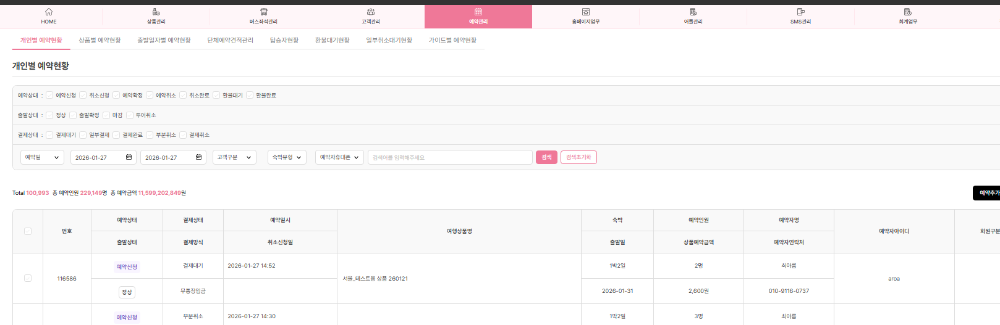 HOME 상품관리 버스좌석관리 고객관리 예약관리 홈페이지업무 어플관리 SMS관리 회계업무
개인별 예약현황 상품별 예약현황 출발일자별 예약현황 단체예약견적관리 탑승자현황 환불대기현황 일부취소대기현황 가이드별 예약현황
개인별 예약현황
예약상태 : 예약신청 취소신청 예약확정 예약취소 취소완료 환불대기 환불완료
출발상태 : 정상 출발확정 마감 투어취소
결제상태 : 결제대기 일부결제 결제완료 부분취소 결제취소
예약일 2026-01-27 2026-01-27 고객구분 숙박유형 예약자휴대폰 검색어를 입력해주세요 검색 검색초기화
Total 100,993 총 예약인원 229,149명 총 예약금액 11,599,202,849원 예약추가
번호 예약상태 결제상태 예약일시 여행상품명 숙박 예약인원 예약자명 예약자아이디 회원구분
출발상태 결제방식 취소신청일 출발일 상품예약금액 예약자연락처
116586 예약신청 결제대기 2026-01-27 14:52 서울_테스트용 상품 260121 1박2일 2명 최아름 aroa
정상 무통장입금 2026-01-31 2,600원 010-9116-0737
예약신청 부분취소 2026-01-27 14:30 1박2일 3명 최아름